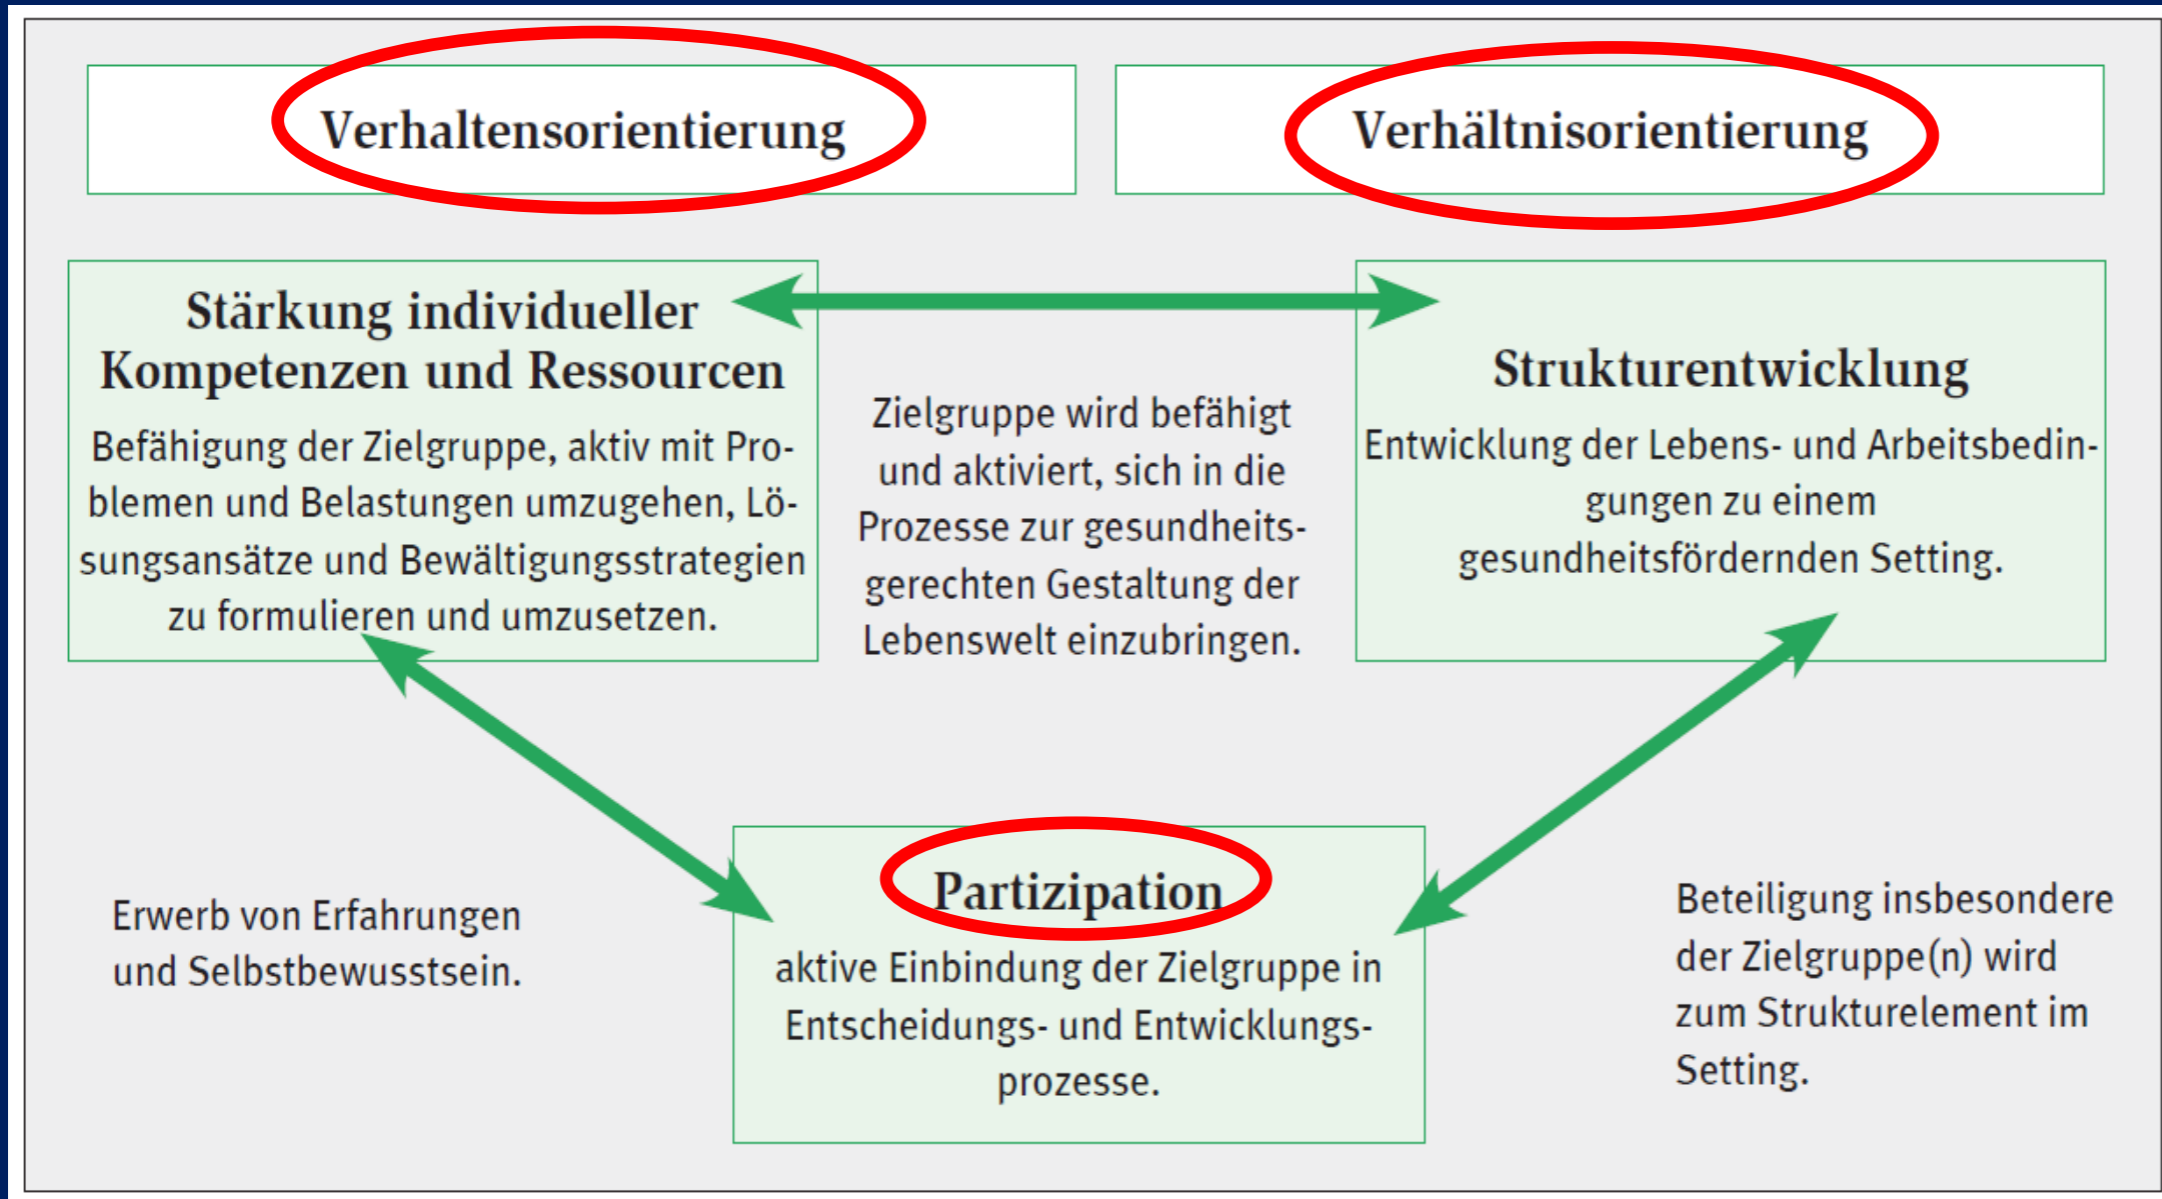 Verhaltensorientierung
Verhältnisorientierung
Stärkung individueller
Kompetenzen und Ressourcen
Befähigung der Zielgruppe, aktiv mit Pro-
blemen und Belastungen umzugehen, Lö-
sungsansätze und Bewältigungsstrategien
zu formulieren und umzusetzen.
Zielgruppe wird befähigt
und aktiviert, sich in die
Prozesse zur gesundheits-
gerechten Gestaltung der
Lebenswelt einzubringen.
Strukturentwicklung
Entwicklung der Lebens- und Arbeitsbedin-
gungen zu einem
gesundheitsfördernden Setting.
Erwerb von Erfahrungen
und Selbstbewusstsein.
Partizipation
aktive Einbindung der Zielgruppe in
Entscheidungs- und Entwicklungs-
prozesse.
Beteiligung insbesondere
der Zielgruppe(n) wird
zum Strukturelement im
Setting.